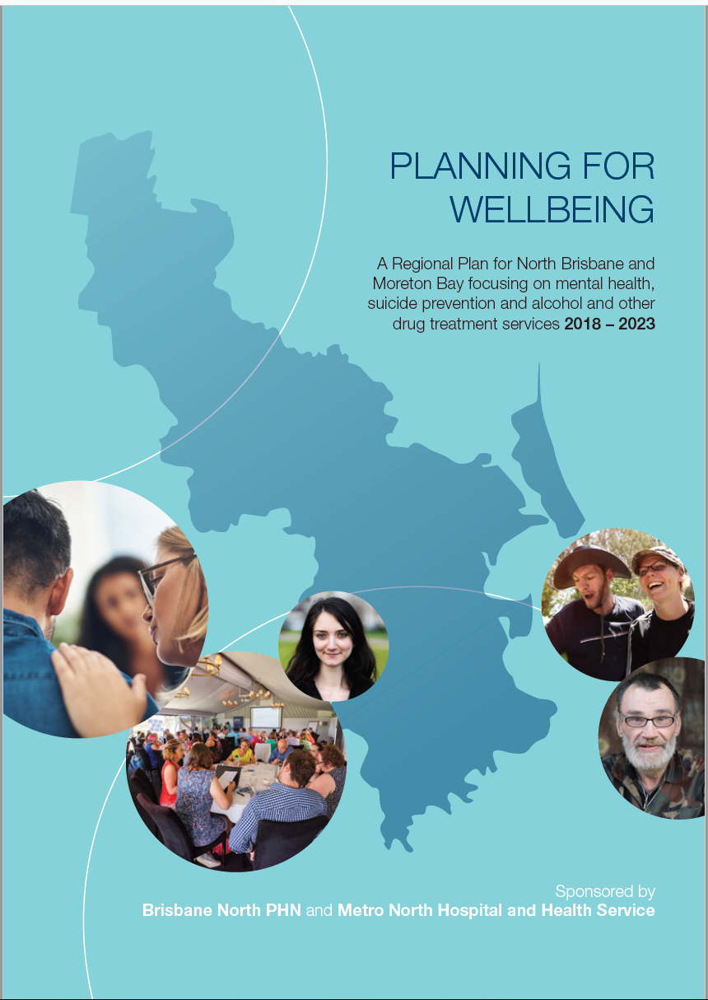 PLANNING FOR
WELLBEING
A Regional Plan for North Brisbane and
Moreton Bay focusing on mental health,
suicide prevention and alcohol and other
drug treatment services 2018 – 2023
Sponsored by
Brisbane North PHN and Metro North Hospital and Health Service